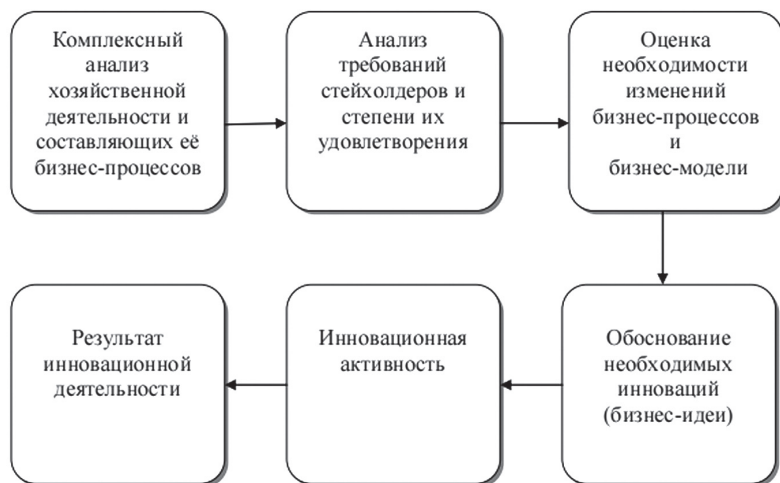 Комплексный
анализ
хозяйственной
деятельности и
составляющих её
бизнес-процессов
Анализ
требований
стейхолдеров и
степени их
удовлетворения
Оценка
необходимости
изменений
бизнес-процессов
и
бизнес-модели
Обоснование
необходимых
инноваций
(бизнес-идеи)
Инновационная
активность
Результат
инновационной
деятельности